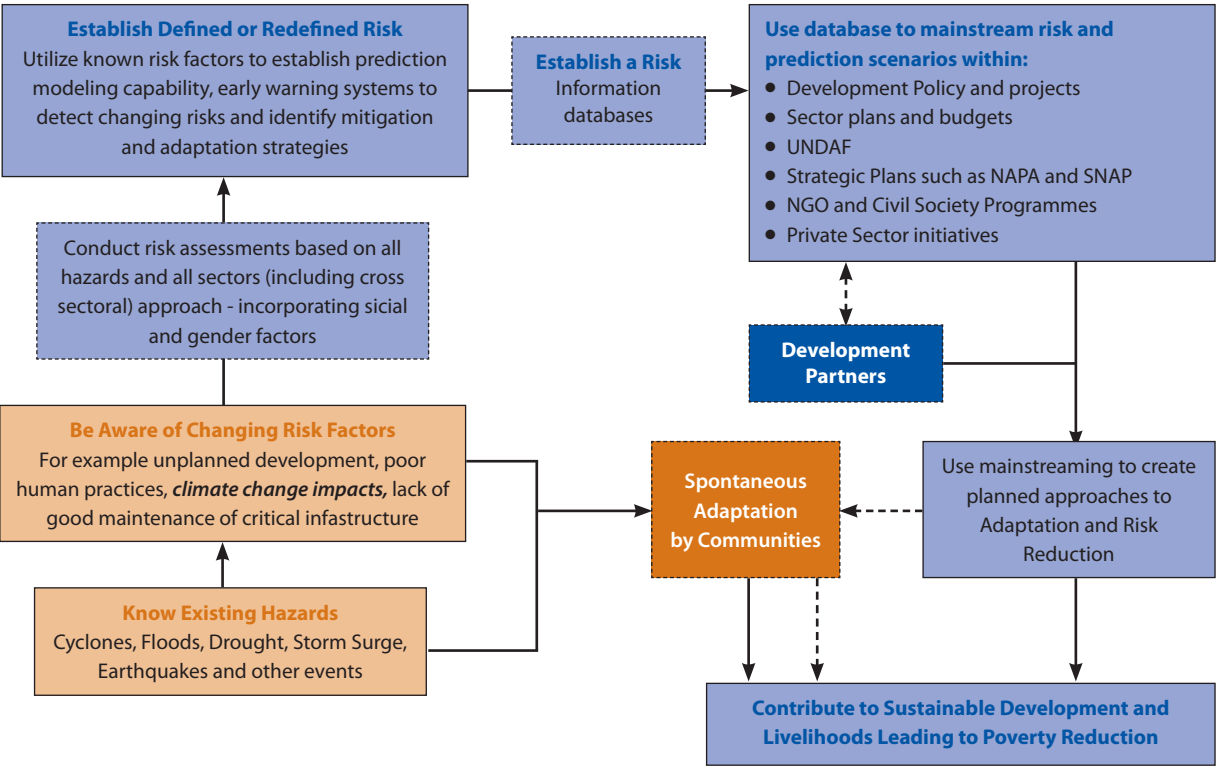 Establish Defined or Redefined Risk
Utilize known risk factors to establish prediction
modeling capability, early warning systems to
detect changing risks and identify mitigation
and adaptation strategies
Establish a Risk
Information
databases
Use database to mainstream risk and
prediction scenarios within:
● Development Policy and projects
● Sector plans and budgets
● UNDAF
● Strategic Plans such as NAPA and SNAP
● NGO and Civil Society Programmes
● Private Sector initiatives
Conduct risk assessments based on all
hazards and all sectors (including cross
sectoral) approach - incorporating sicial
and gender factors
Development
Partners
Be Aware of Changing Risk Factors
For example unplanned development, poor
human practices, climate change impacts, lack of
good maintenance of critical infastructure
Spontaneous
Adaptation
by Communities
Use mainstreaming to create
planned approaches to
Adaptation and Risk
Reduction
Know Existing Hazards
Cyclones, Floods, Drought, Storm Surge,
Earthquakes and other events
Contribute to Sustainable Development and
Livelihoods Leading to Poverty Reduction